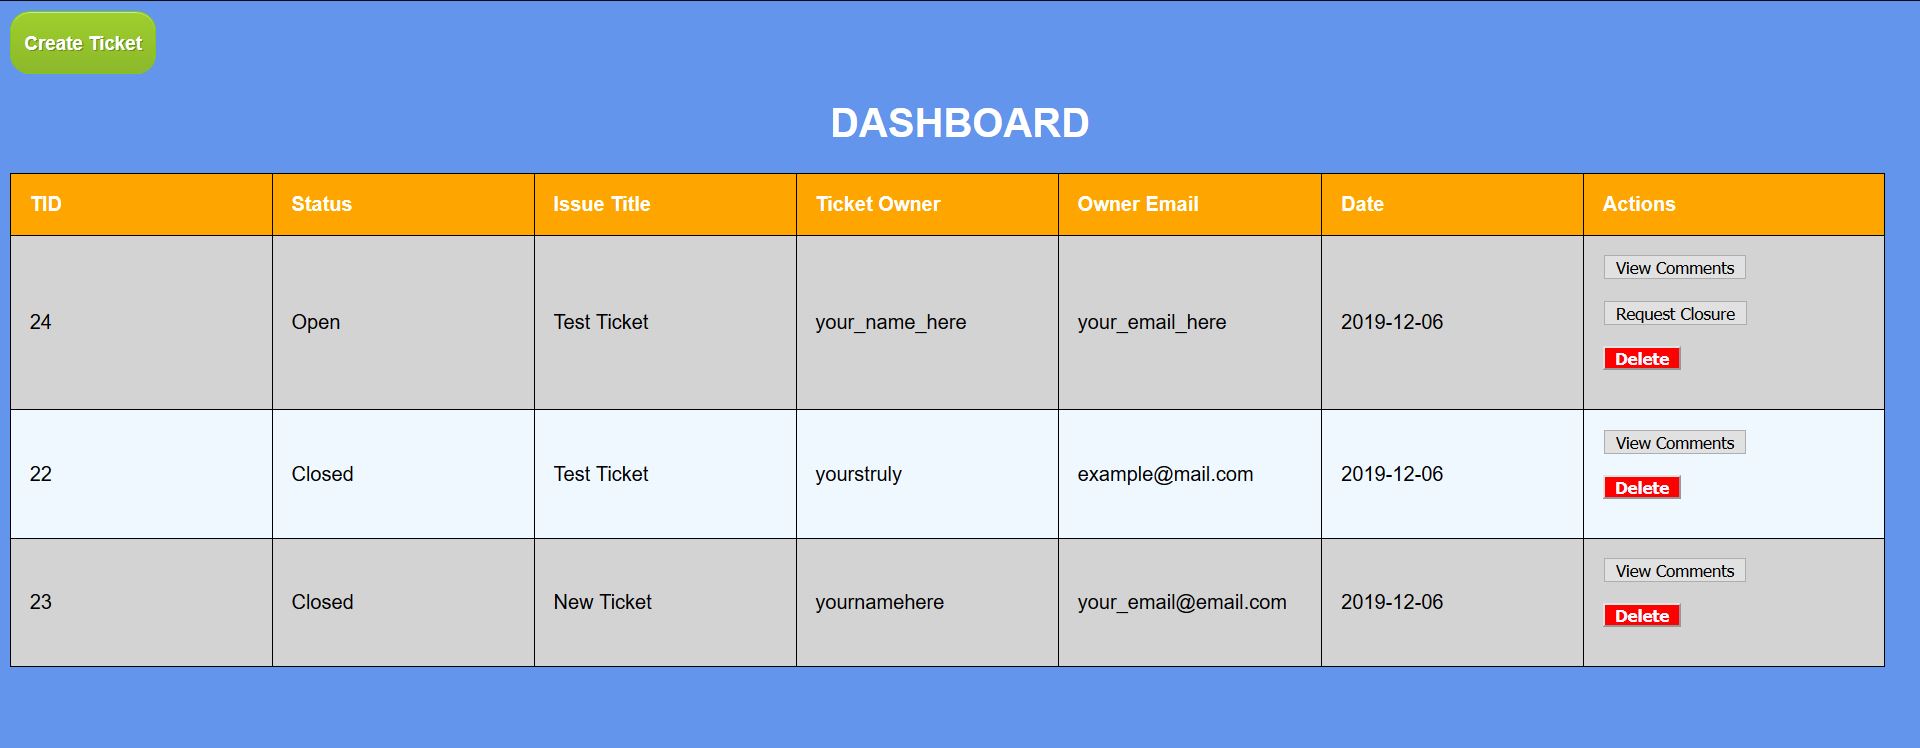 Create Ticket
DASHBOARD
TID Status Issue Title Ticket Owner Owner Email Date Actions
24 Open Test Ticket your_name_here your_email_here 2019-12-06 View Comments
Request Closure
Delete
22 Closed Test Ticket yourstruly example@mail.com 2019-12-06 View Comments
Delete
23 Closed New Ticket yournamehere your_email@email.com 2019-12-06 View Comments
Delete